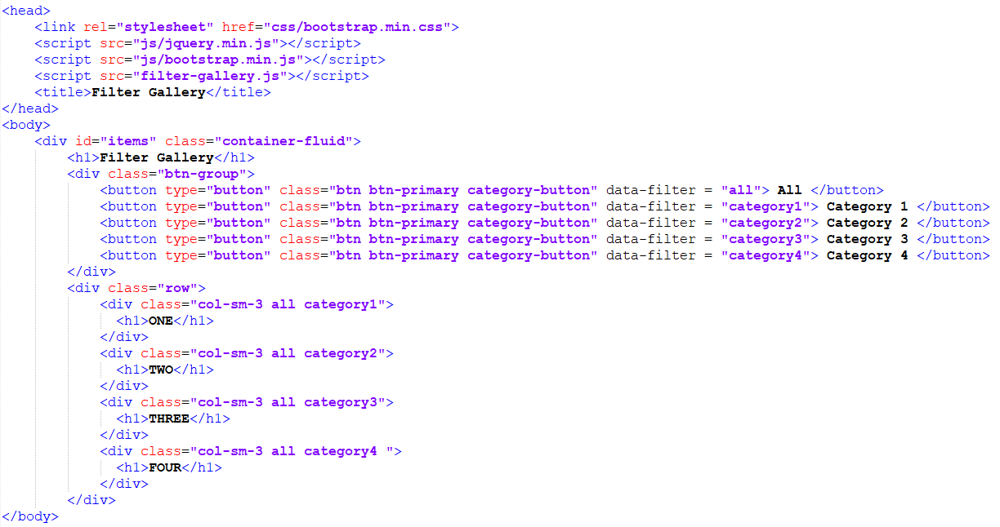 <head>
    <link rel="stylesheet" href="css/bootstrap.min.css">
    <script src="js/jquery.min.js"></script>
    <script src="js/bootstrap.min.js"></script>
    <script src="filter-gallery.js"></script>
    <title>Filter Gallery</title>
</head>
<body>
    <div id="items" class="container-fluid">
        <h1>Filter Gallery</h1>
        <div class="btn-group">
            <button type="button" class="btn btn-primary category-button" data-filter = "all"> All </button>
            <button type="button" class="btn btn-primary category-button" data-filter = "category1"> Category 1 </button>
            <button type="button" class="btn btn-primary category-button" data-filter = "category2"> Category 2 </button>
            <button type="button" class="btn btn-primary category-button" data-filter = "category3"> Category 3 </button>
            <button type="button" class="btn btn-primary category-button" data-filter = "category4"> Category 4 </button>
        </div>
        <div class="row">
            <div class="col-sm-3 all category1">
              <h1>ONE</h1>
            </div>
            <div class="col-sm-3 all category2">
              <h1>TWO</h1>
            </div>
            <div class="col-sm-3 all category3">
              <h1>THREE</h1>
            </div>
            <div class="col-sm-3 all category4 ">
              <h1>FOUR</h1>
            </div>
        </div>
</body>